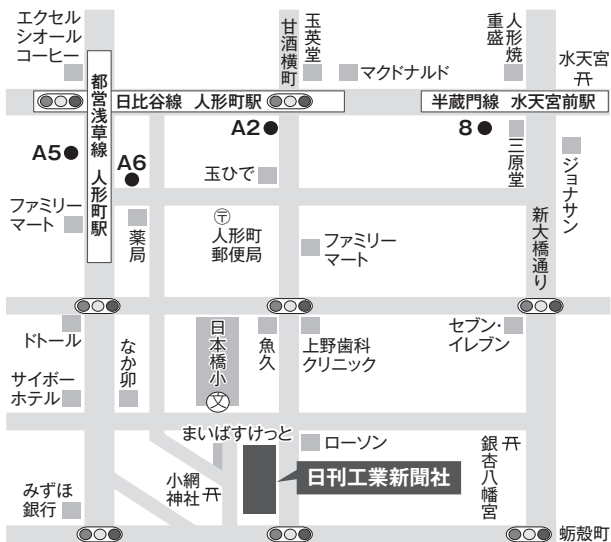 エクセル
シオール
コーヒー
甘酒横町
玉英堂
マクドナルド
人形焼
重盛
水天宮
都営浅草線 人形町駅
日比谷線 人形町駅
半蔵門線 水天宮前駅
A5
A6
A2
8
三原堂
ジョナサン
玉ひで
ファミリー
マート
薬局
〒
人形町
郵便局
ファミリー
マート
新大橋通り
ドトール
なか卯
日本橋小
文
魚久
上野歯科
クリニック
セブン・
イレブン
サイボー
ホテル
まいばすけっと
ローソン
日刊工業新聞社
小網
神社
銀杏八幡宮
みずほ
銀行
蛎殻町